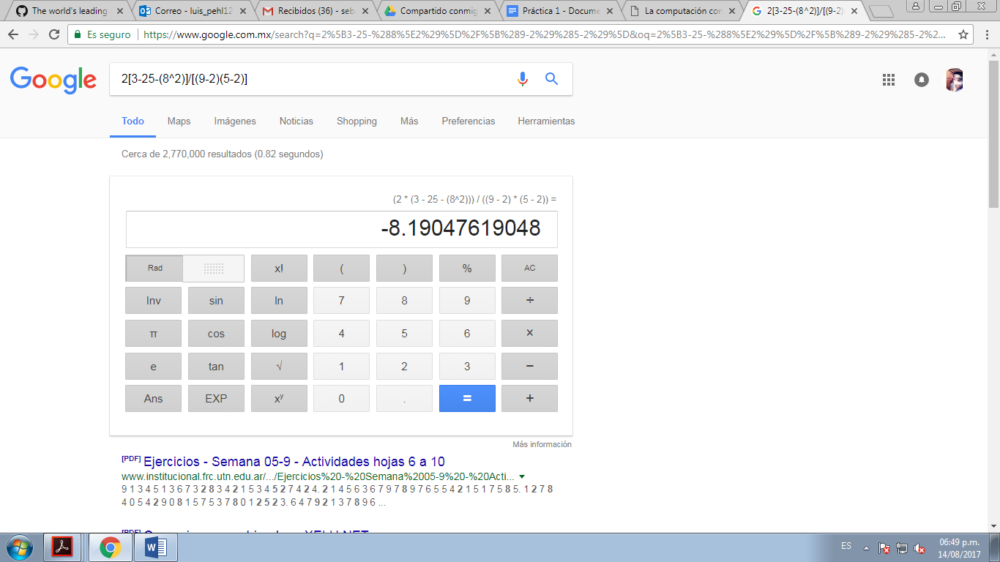 The world's leading
Correo - luis_pehl12
Recibidos (36) - seb
Compartido conmig
Práctica 1 - Docume
La computación con
2[3-25-(8^2)]/[(9-2)
Es seguro
https://www.google.com.mx/search?q=2%5B3-25-%288%5E2%29%5D%2F%5B%289-2%29%285-2%29%5D&oq=2%5B3-25-%288%5E2%29%5D%2F%5B%289-2%29%285-2%2...
Google
2[3-25-(8^2)]/[(9-2)(5-2)]
Todo
Maps
Imágenes
Noticias
Shopping
Más
Preferencias
Herramientas
Cerca de 2,770,000 resultados (0.82 segundos)
(2 * (3 - 25 - (8^2))) / ((9 - 2) * (5 - 2)) =
-8.19047619048
Rad x! ( ) % AC
Inv sin ln 7 8 9 ÷
π cos log 4 5 6 ×
e tan √ 1 2 3 −
Ans EXP xʸ 0 . = +
Más información
[PDF] Ejercicios - Semana 05-9 - Actividades hojas 6 a 10
www.institucional.frc.utn.edu.ar/.../Ejercicios%20-%20Semana%2005-9%20-%20Acti...
9 1 3 4 5 1 3 6 7 3 2 8 3 4 2 1 5 3 4 5 2 7 4 2 4. 2 1 4 5 6 3 6 7 9 7 8 9 7 6 5 5 4 2 1 5 1 7 5 8 5. 1 2 7 8
4 0 5 4 2 9 0 8 1 5 7 5 3 7 8 0 1 2 5 2 3. 6 4 7 9 2 1 3 7 8 9 6 ...
[PDF]
ES
06:49 p.m.
14/08/2017